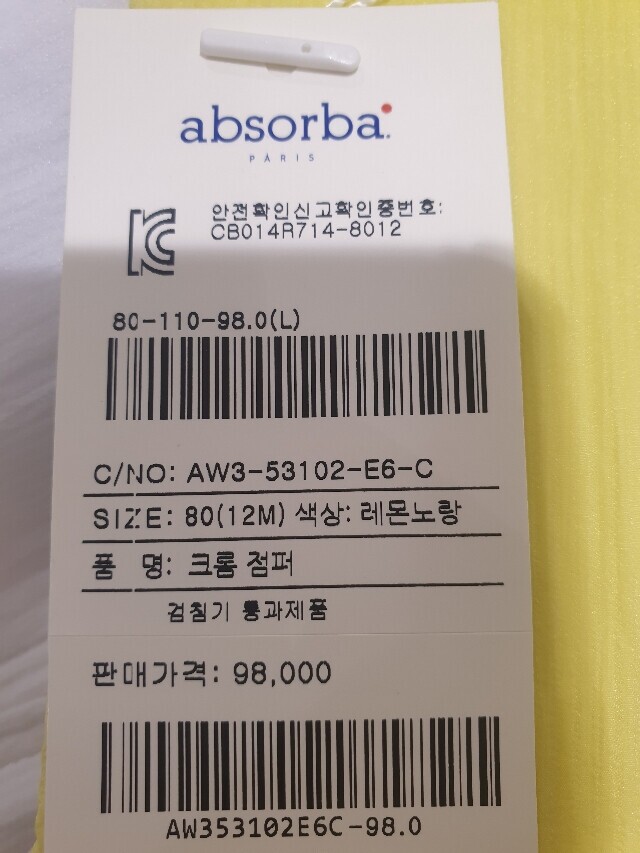 absorba.
PARIS
안전확인신고확인증번호:
CB014R714-8012
80-110-98.0(L)
C/NO: AW3-53102-E6-C
SIZE: 80(12M) 색상: 레몬노랑
품 명: 크롬 점퍼
검침기 통과제품
판매가격: 98,000
AW353102E6C-98.0